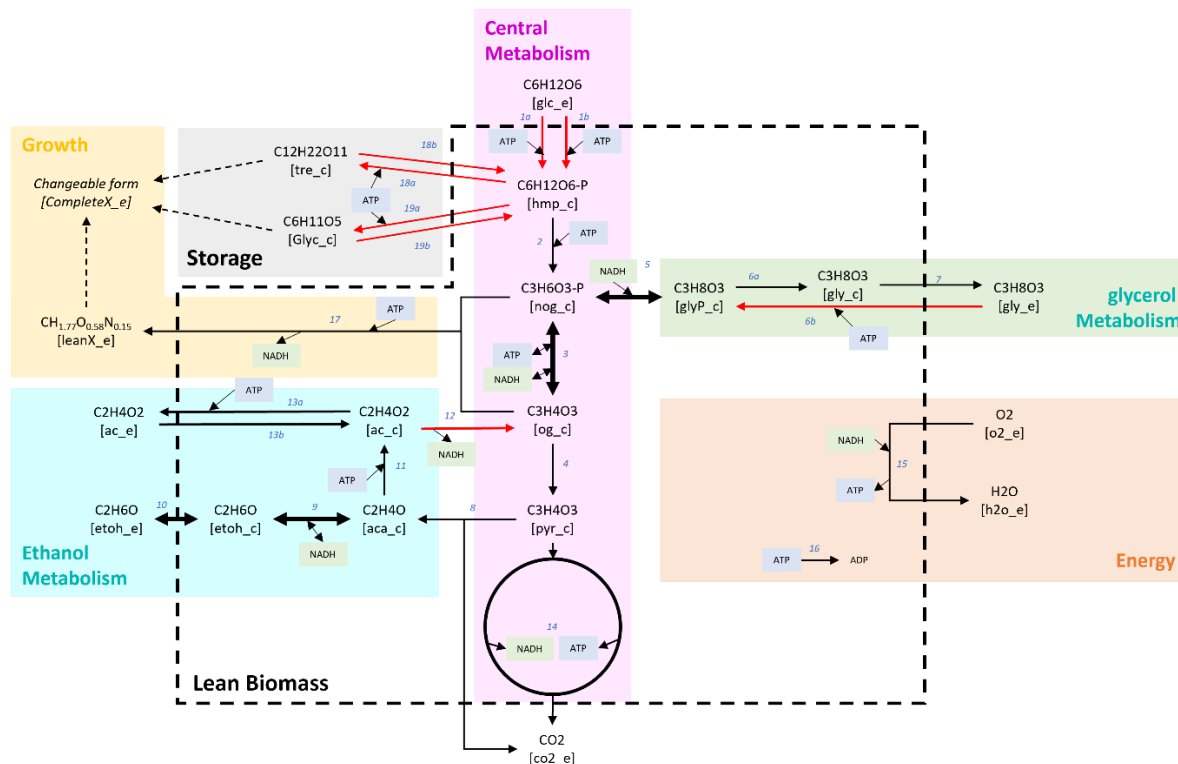 Central
Metabolism
C6H12O6
[glc_e]
1a
1b
ATP
ATP
Growth
C12H22O11
[tre_c]
18b
18a
Changeable form
[CompleteX_e]
ATP
C6H12O6-P
[hmp_c]
C6H11O5
[Glyc_c]
19a
19b
Storage
2
ATP
NADH
5
C3H6O3-P
[nog_c]
C3H8O3
[glyP_c]
6a
C3H8O3
[gly_c]
7
C3H8O3
[gly_e]
6b
ATP
glycerol
Metabolism
CH1.77O0.58N0.15
[leanX_e]
17
ATP
NADH
ATP
NADH
3
C2H4O2
[ac_e]
ATP
13a
13b
C2H4O2
[ac_c]
12
NADH
C3H4O3
[og_c]
O2
[o2_e]
NADH
15
ATP
H2O
[h2o_e]
ATP
11
4
C2H6O
[etoh_e]
10
C2H6O
[etoh_c]
9
NADH
C2H4O
[aca_c]
8
C3H4O3
[pyr_c]
Ethanol
Metabolism
ATP
16
ADP
Energy
14
NADH
ATP
Lean Biomass
CO2
[co2_e]